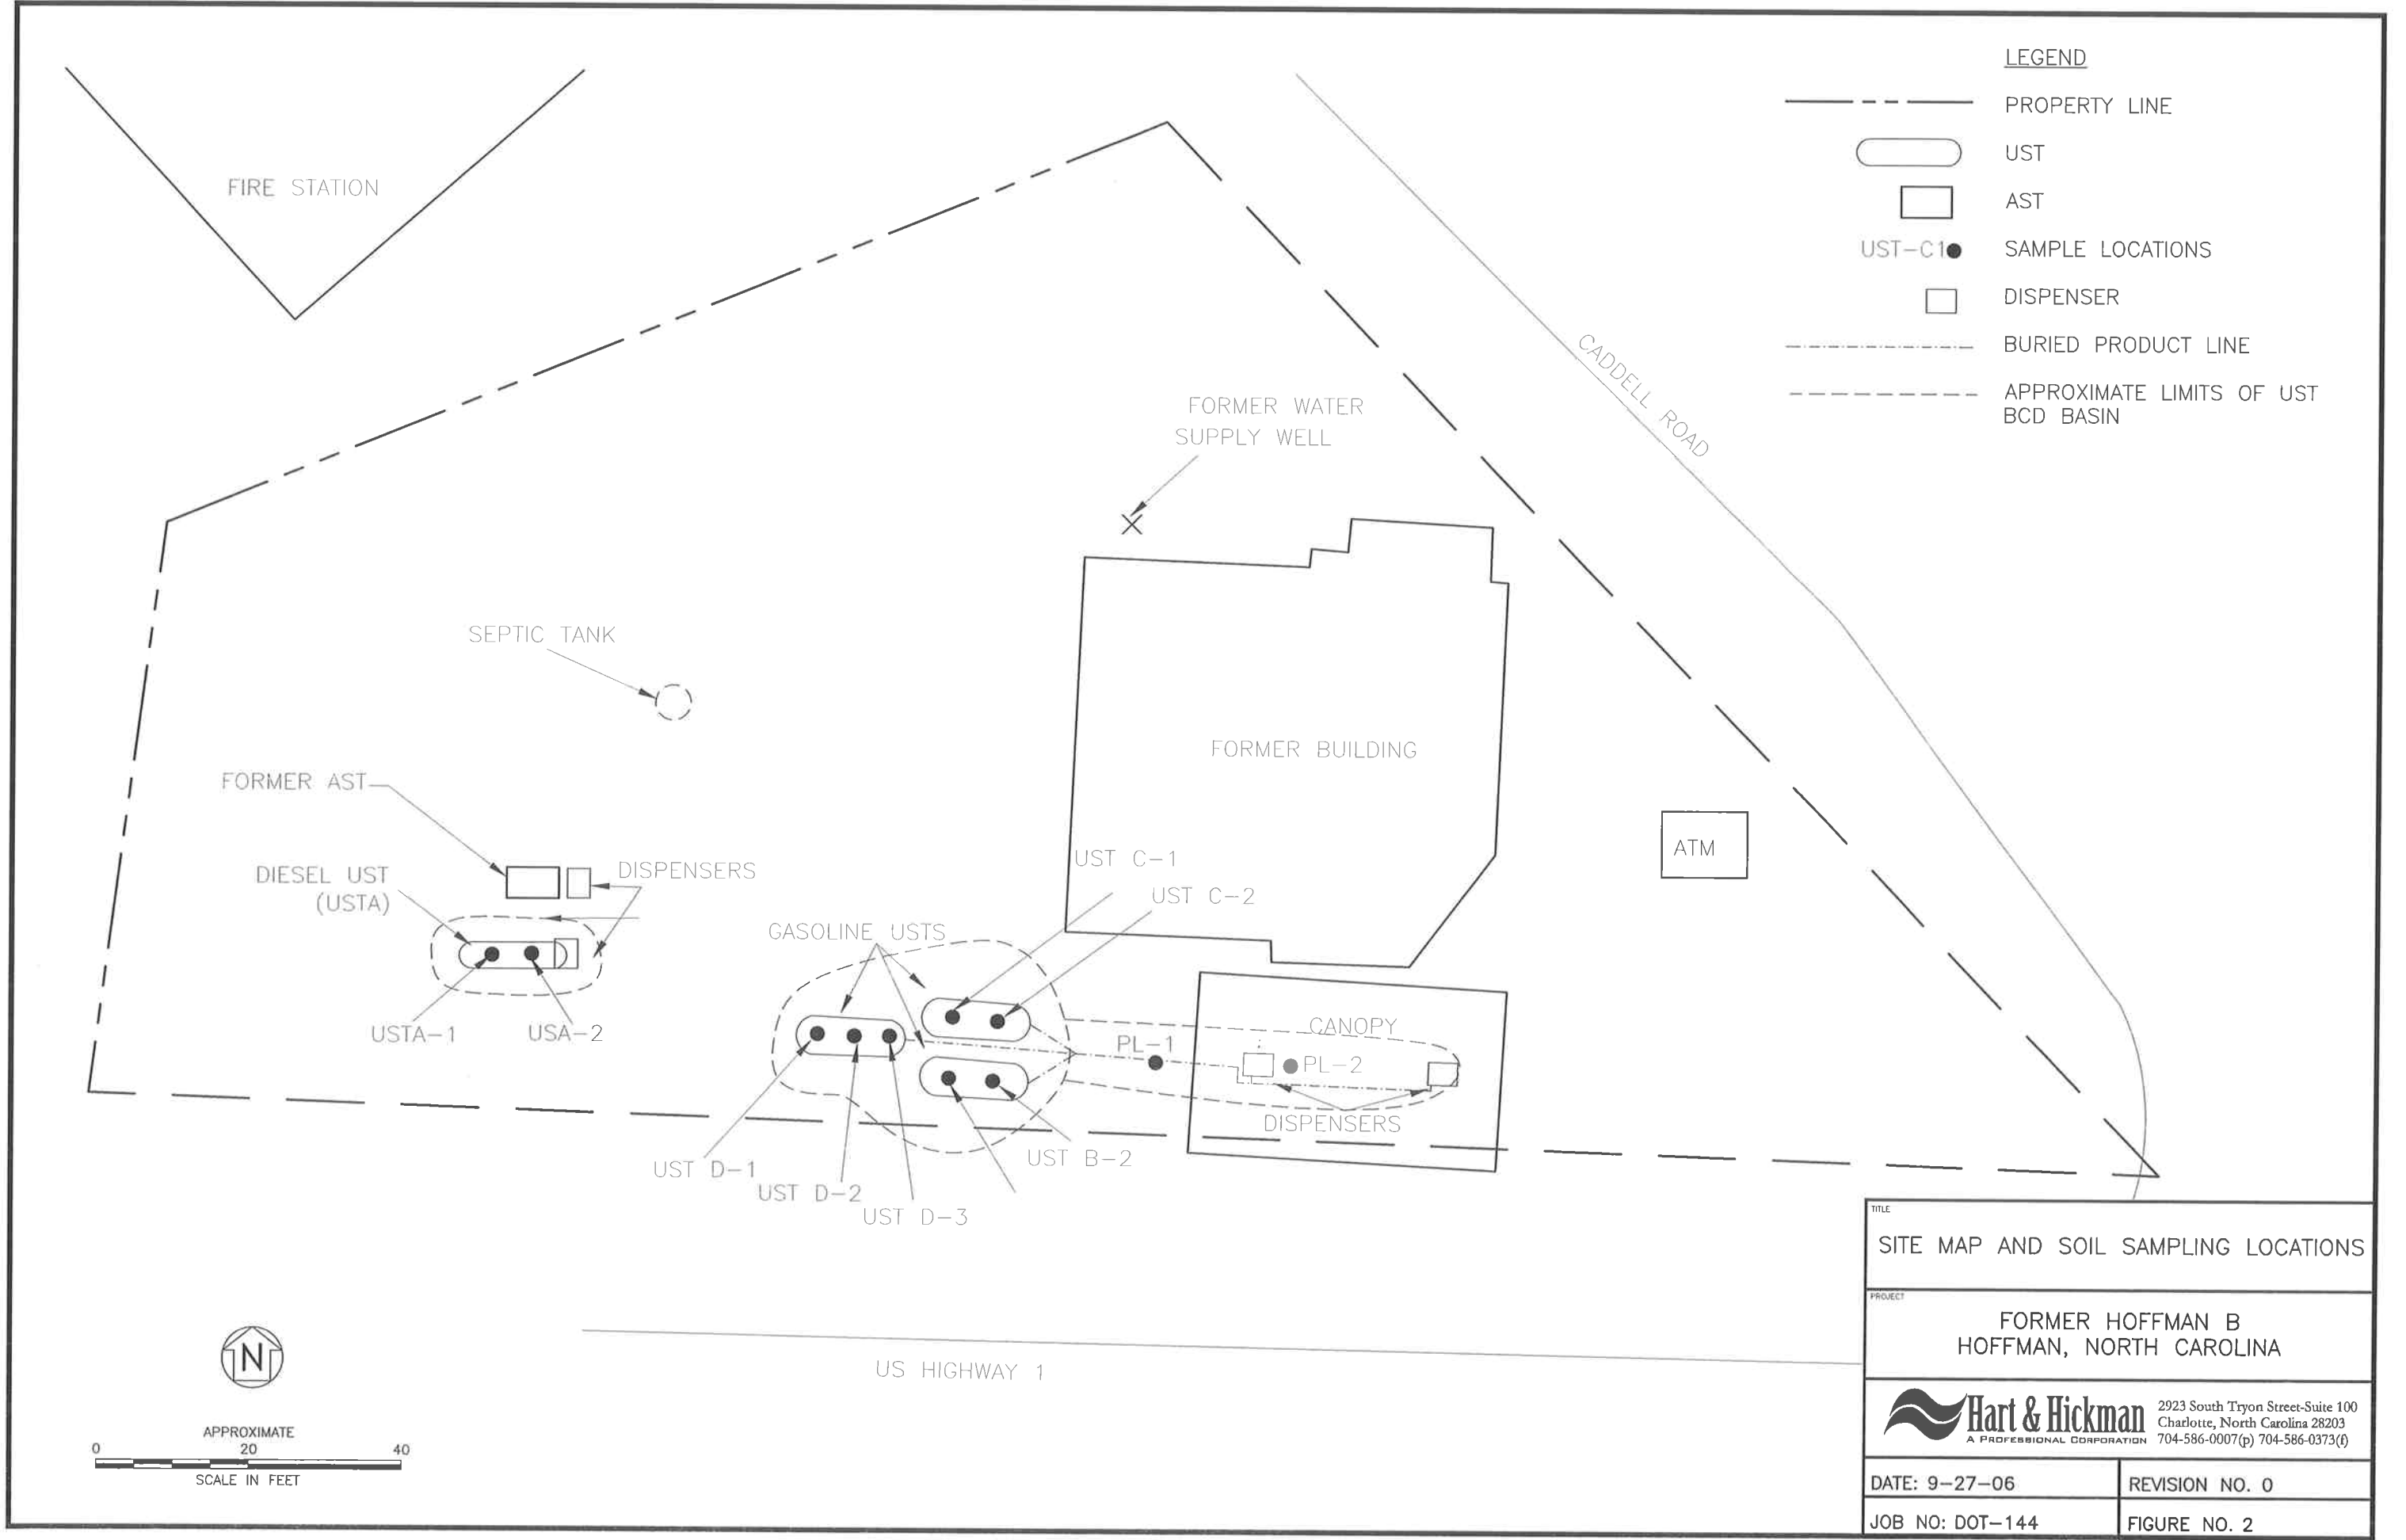 LEGEND
PROPERTY LINE
UST
AST
UST-C1
SAMPLE LOCATIONS
DISPENSER
BURIED PRODUCT LINE
APPROXIMATE LIMITS OF UST
BCD BASIN
FIRE STATION
CADDELL ROAD
FORMER WATER
SUPPLY WELL
SEPTIC TANK
FORMER BUILDING
FORMER AST
ATM
DIESEL UST
(USTA)
DISPENSERS
UST C-1
UST C-2
GASOLINE USTS
USTA-1
USA-2
CANOPY
PL-1
PL-2
DISPENSERS
UST D-1
UST D-2
UST D-3
UST B-2
US HIGHWAY 1
N
APPROXIMATE
0 20 40
SCALE IN FEET
TITLE
SITE MAP AND SOIL SAMPLING LOCATIONS
PROJECT
FORMER HOFFMAN B
HOFFMAN, NORTH CAROLINA
Hart & Hickman
A PROFESSIONAL CORPORATION
2923 South Tryon Street-Suite 100
Charlotte, North Carolina 28203
704-586-0007(p) 704-586-0373(f)
DATE: 9-27-06
REVISION NO. 0
JOB NO: DOT-144
FIGURE NO. 2